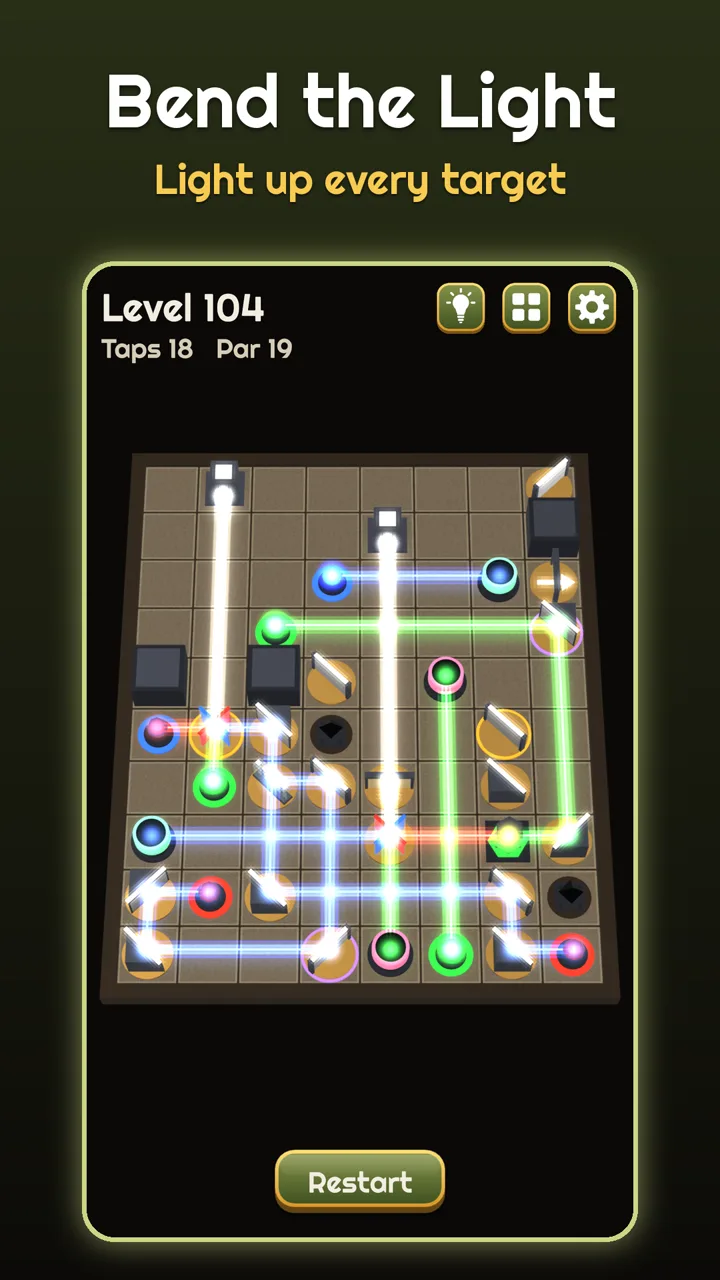 Bend the Light
Light up every target
Level 104
Taps 18 Par 19
Restart